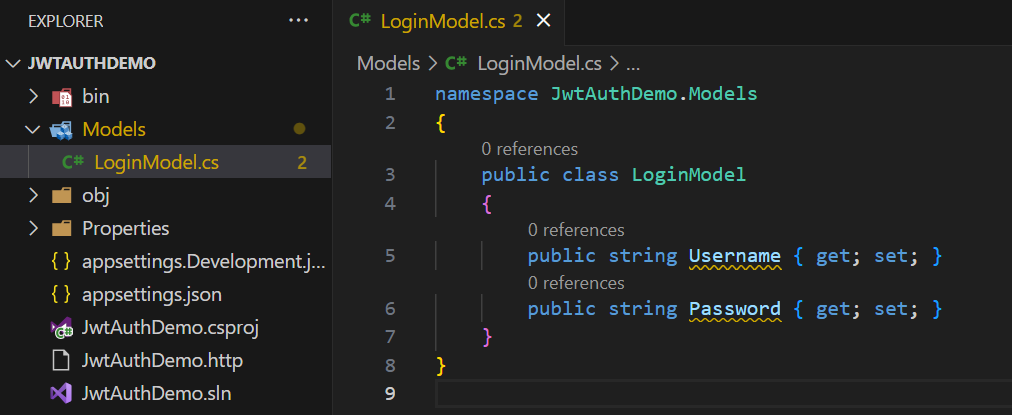 EXPLORER
...
JWTAUTHDEMO
bin
Models
C# LoginModel.cs 2
obj
Properties
{ } appsettings.Development.j...
{ } appsettings.json
JwtAuthDemo.csproj
JwtAuthDemo.http
JwtAuthDemo.sln
C# LoginModel.cs 2 ×
Models > C# LoginModel.cs > ...
1 namespace JwtAuthDemo.Models
2 {
0 references
3 public class LoginModel
4 {
0 references
5 public string Username { get; set; }
0 references
6 public string Password { get; set; }
7 }
8 }
9